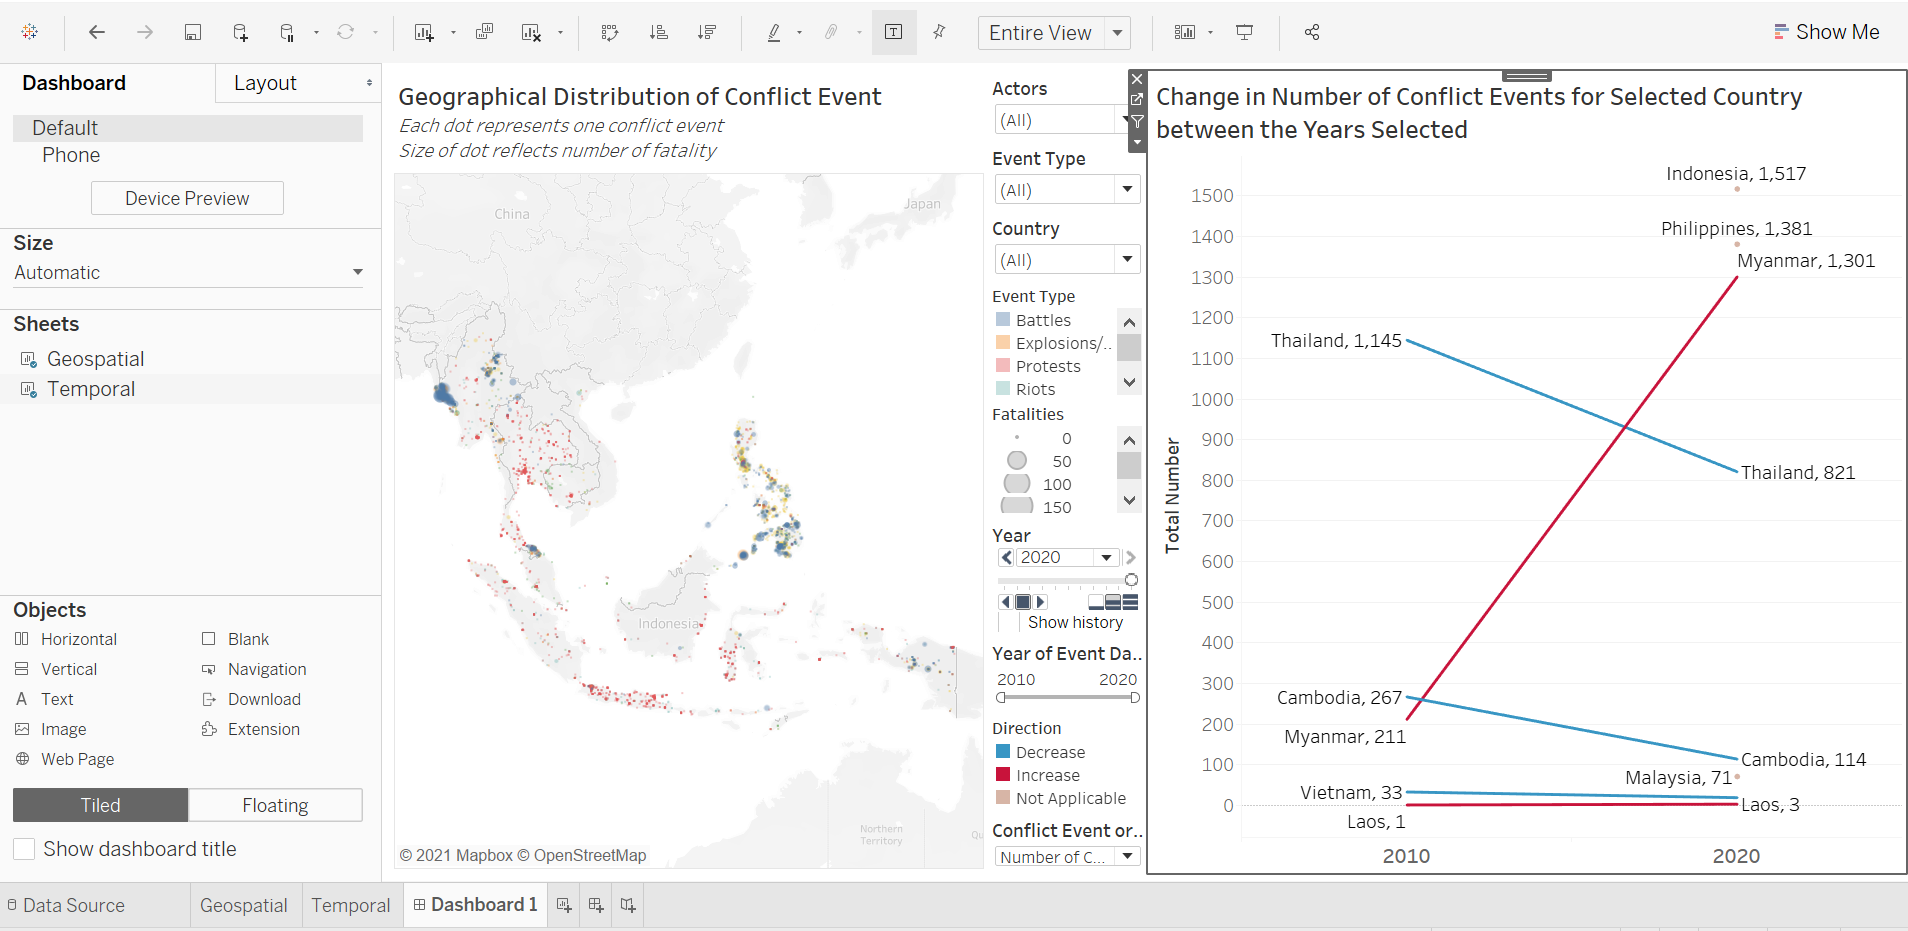 Entire View
Show Me
Dashboard
Layout
Default
Phone
Device Preview
Size
Automatic
Sheets
Geospatial
Temporal
Objects
Horizontal
Blank
Vertical
Navigation
A Text
Download
Image
Extension
Web Page
Tiled
Floating
Show dashboard title
Geographical Distribution of Conflict Event
Each dot represents one conflict event
Size of dot reflects number of fatality
China
Japan
Indonesia
Northern
Territory
Qu
© 2021 Mapbox © OpenStreetMap
Actors
(All)
Event Type
(All)
Country
(All)
Event Type
Battles
Explosions/..
Protests
Riots
Fatalities
0
50
100
150
Year
2020
Show history
Year of Event Da..
2010 2020
Direction
Decrease
Increase
Not Applicable
Conflict Event or..
Number of C...
Change in Number of Conflict Events for Selected Country
between the Years Selected
Total Number
1500
1400
1300
1200
1100
1000
900
800
700
600
500
400
300
200
100
0
Indonesia, 1,517
Philippines, 1,381
Myanmar, 1,301
Thailand, 1,145
Thailand, 821
Cambodia, 267
Myanmar, 211
Cambodia, 114
Malaysia, 71
Vietnam, 33
Laos, 3
Laos, 1
2010
2020
Data Source
Geospatial
Temporal
Dashboard 1